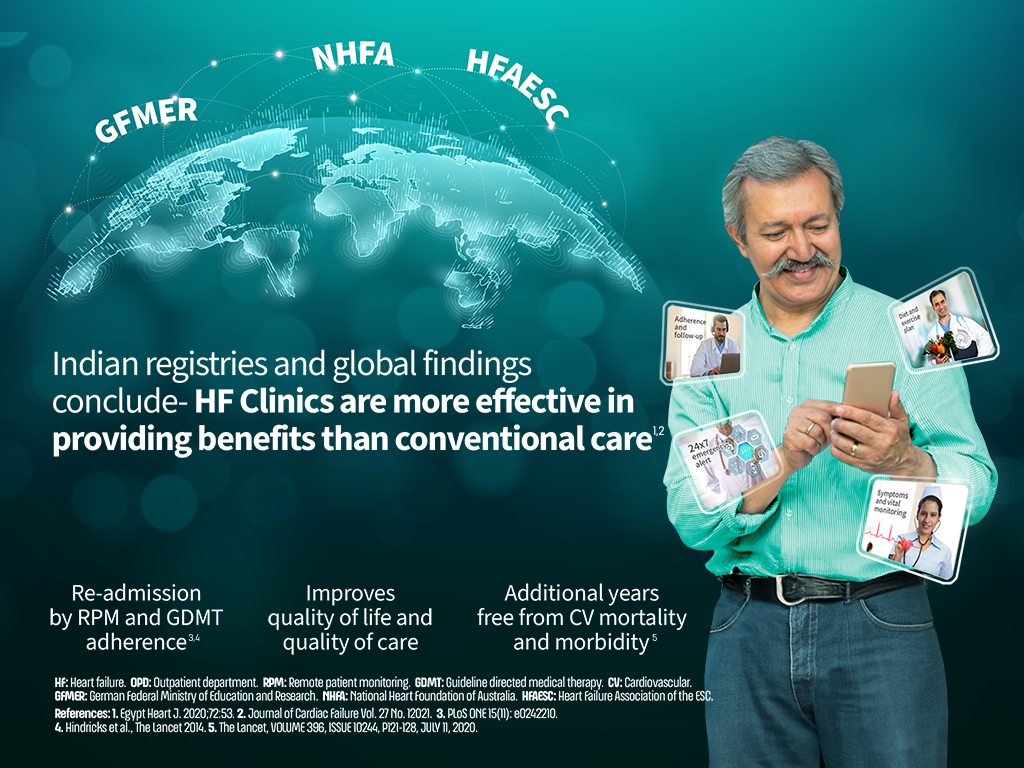 GFMER
NHFA
HFAESC
Adherence
and
follow-up
Diet and
exercise
plan
Indian registries and global findings
conclude- HF Clinics are more effective in
providing benefits than conventional care1,2
24x7
emergency
alert
Symptoms
and vital
monitoring
Re-admission
by RPM and GDMT
adherence3,4
Improves
quality of life and
quality of care
Additional years
free from CV mortality
and morbidity5
HF: Heart failure. OPD: Outpatient department. RPM: Remote patient monitoring. GDMT: Guideline directed medical therapy. CV: Cardiovascular.
GFMER: German Federal Ministry of Education and Research. NHFA: National Heart Foundation of Australia. HFAESC: Heart Failure Association of the ESC.
References: 1. Egypt Heart J. 2020;72:53. 2. Journal of Cardiac Failure Vol. 27 No. 12021. 3. PLoS ONE 15(11): e0242210.
4. Hindricks et al., The Lancet 2014. 5. The Lancet, VOLUME 396, ISSUE 10244, P121-128, JULY 11, 2020.